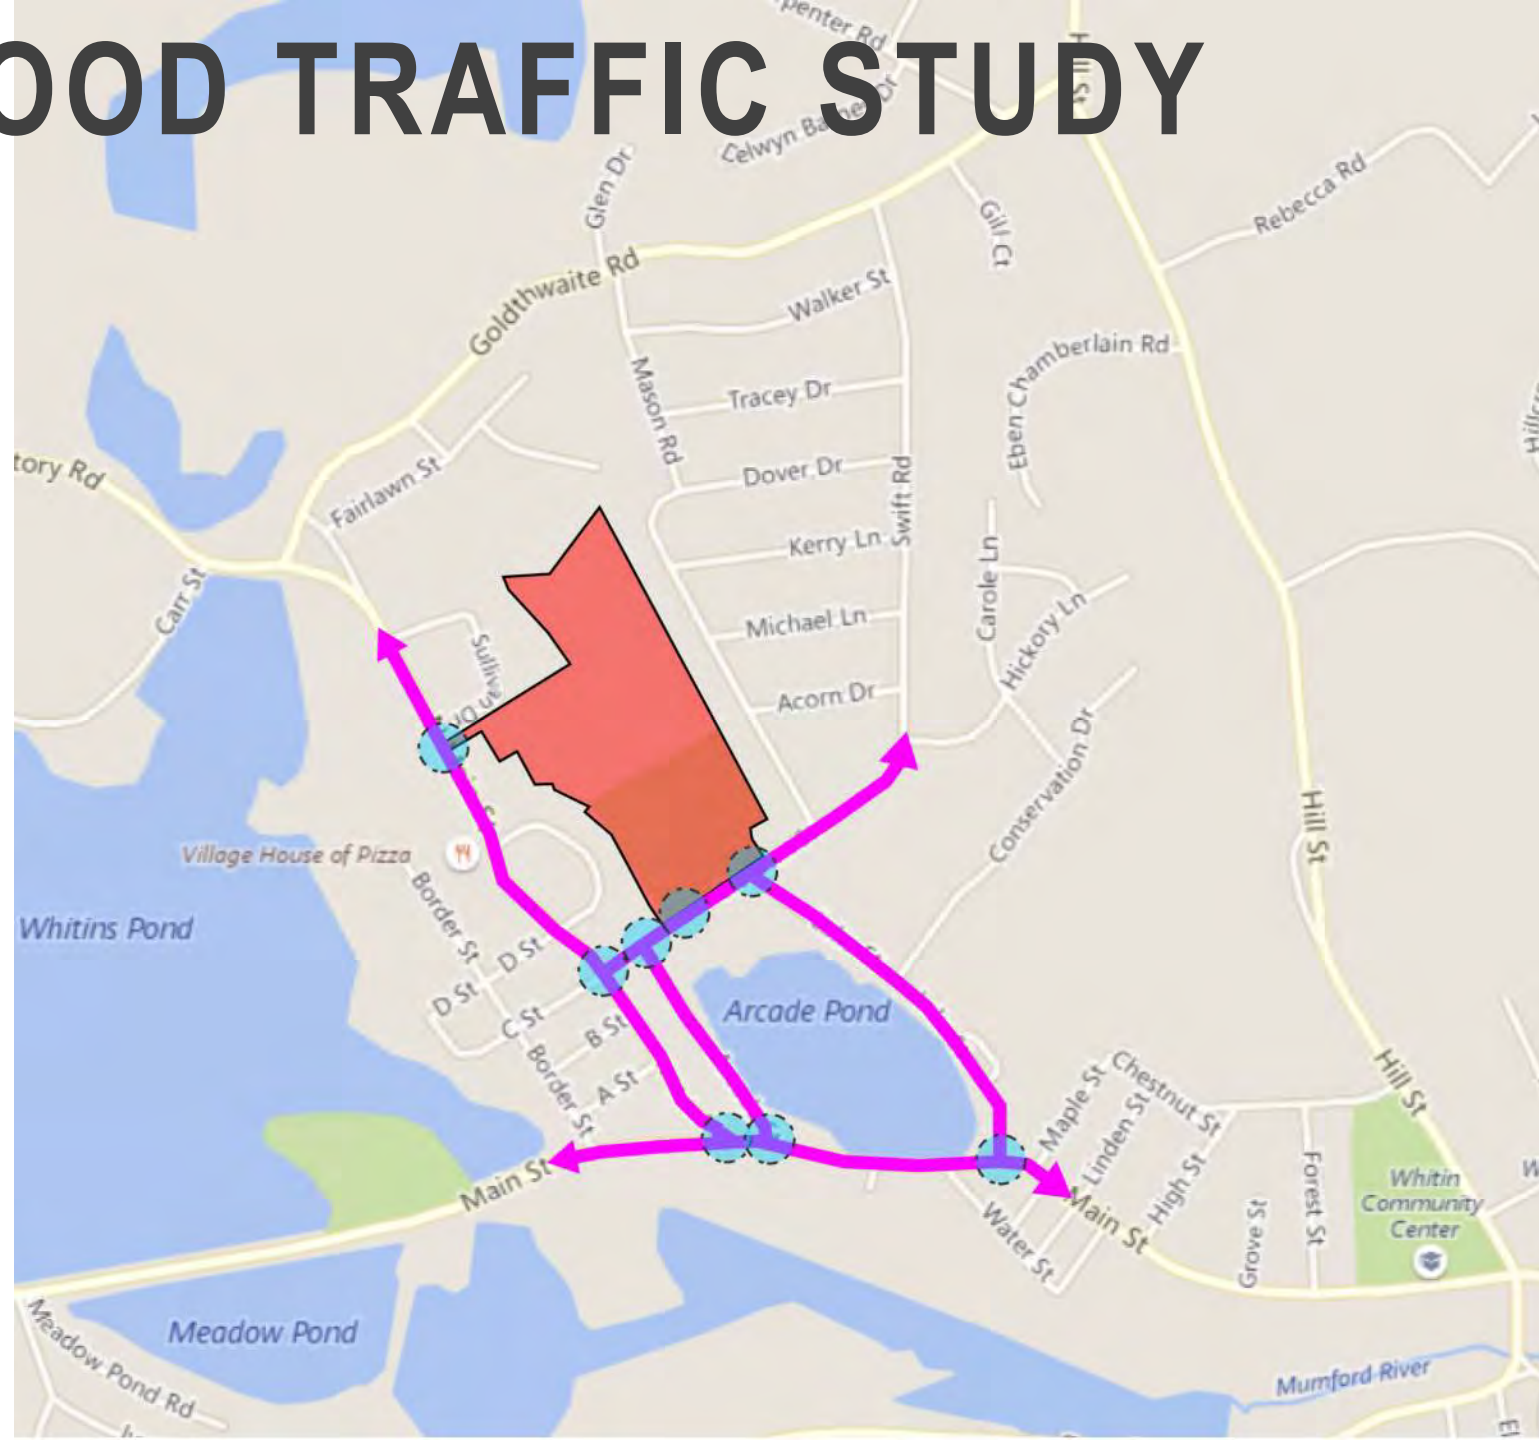 OOD TRAFFIC STUDY
penter Rd
Hill St
Celwyn Barnes Dr
Glen Dr
Gill Ct
Rebecca Rd
Goldthwaite Rd
Walker St
Eben Chamberlain Rd
Mason Rd
Tracey Dr
tory Rd
Dover Dr
Swift Rd
Fairlawn St
Kerry Ln
Carole Ln
Carr St
Hickory Ln
Michael Ln
Sullivan Dr
Acorn Dr
Conservation Dr
Hill St
Village House of Pizza
Border St
Whitins Pond
D St
D St
C St
B St
Arcade Pond
Border St
A St
Maple St
Chestnut St
Hill St
Linden St
Main St
High St
Forest St
Whitin
Community
Center
Main St
Water St
Grove St
Meadow Pond
Meadow Pond Rd
Mumford River